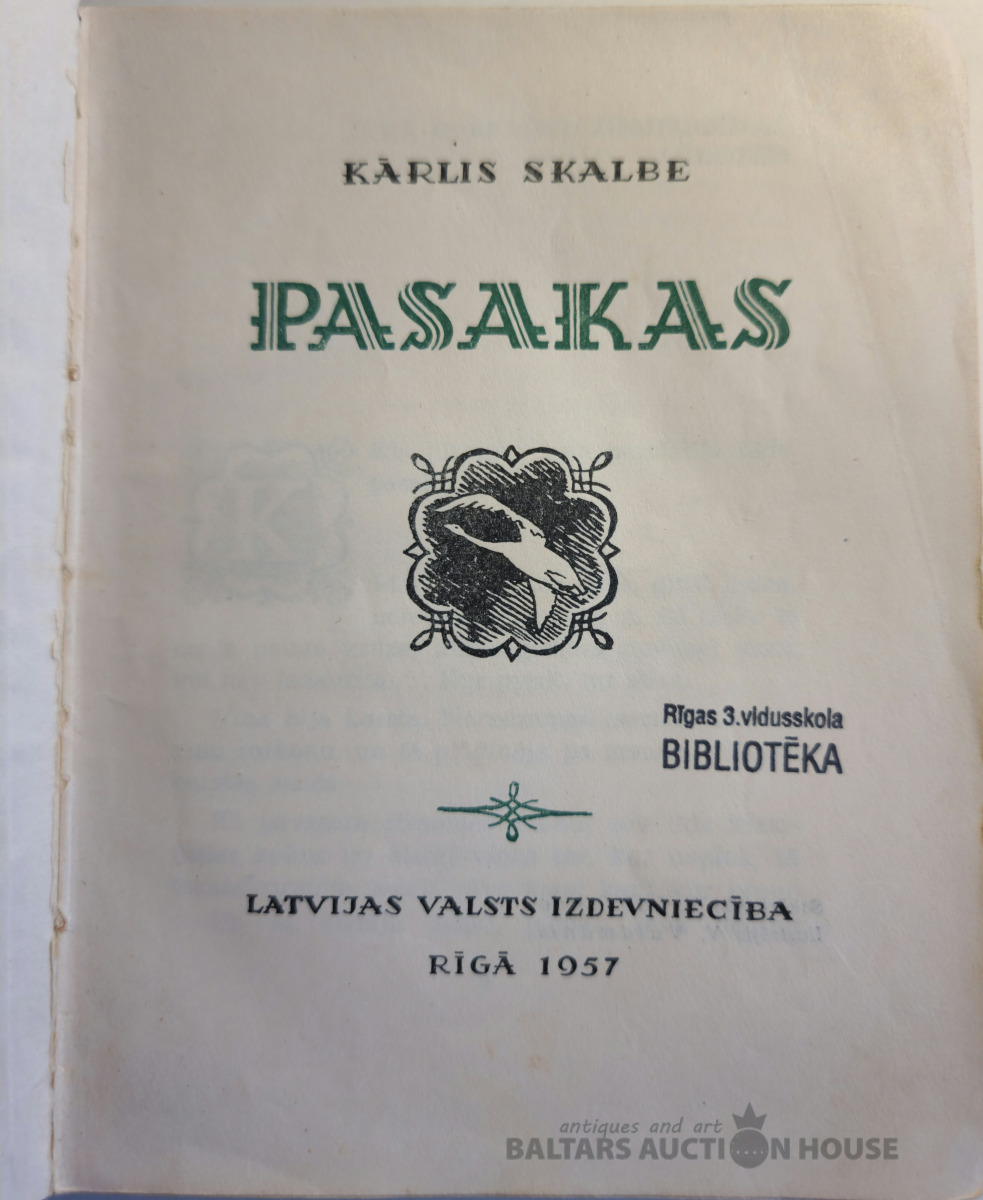 KĀRLIS SKALBE
PASAKAS
Rīgas 3.vidusskola
BIBLIOTĒKA
LATVIJAS VALSTS IZDEVNIECĪBA
RĪGĀ 1957
antiques and art
BALTARS AUCTION HOUSE